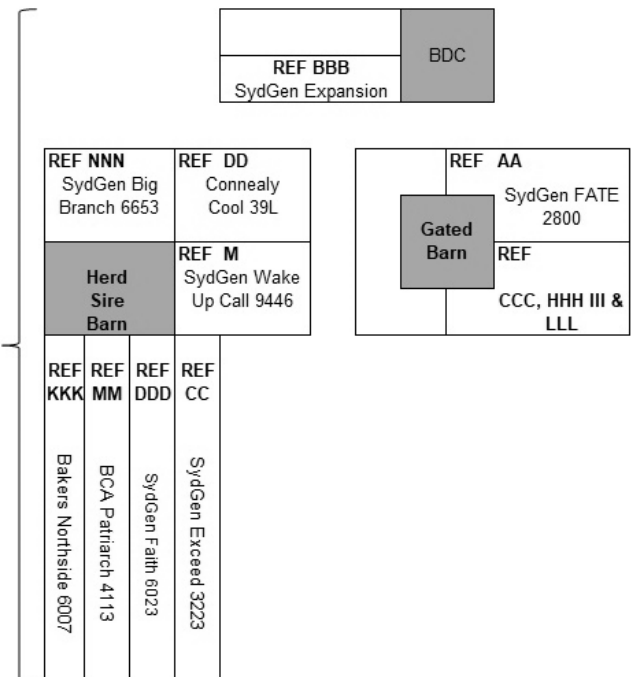 BDC
REF BBB
SydGen Expansion
REF NNN
SydGen Big
Branch 6653
REF DD
Connealy
Cool 39L
Herd
Sire
Barn
REF M
SydGen Wake
Up Call 9446
Gated
Barn
REF AA
SydGen FATE
2800
REF
CCC, HHH III &
LLL
REF
KKK
Bakers Northside 6007
REF
MM
BCA Patriarch 4113
REF
DDD
SydGen Faith 6023
REF
CC
SydGen Exceed 3223